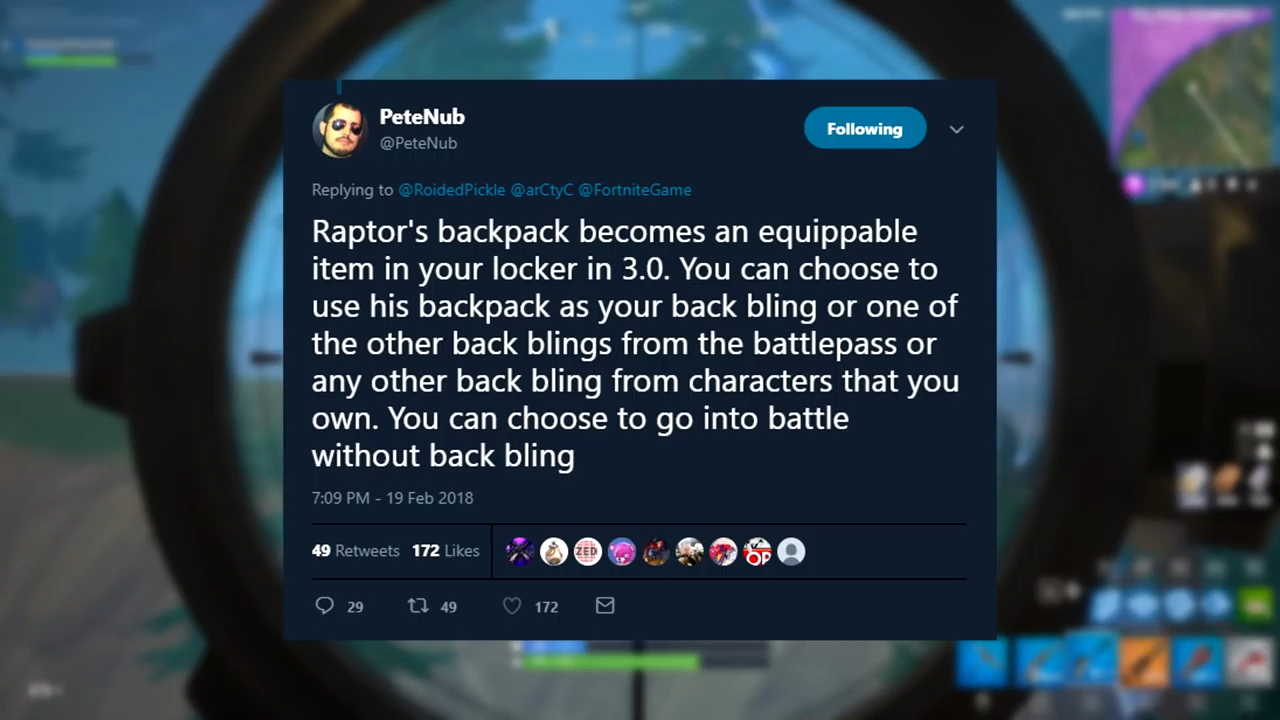 PeteNub
@PeteNub
Following
Replying to @RoidedPickle @arCtyC @FortniteGame
Raptor's backpack becomes an equippable
item in your locker in 3.0. You can choose to
use his backpack as your back bling or one of
the other back blings from the battlepass or
any other back bling from characters that you
own. You can choose to go into battle
without back bling
7:09 PM - 19 Feb 2018
49 Retweets 172 Likes
ZED
OP
29 49 172